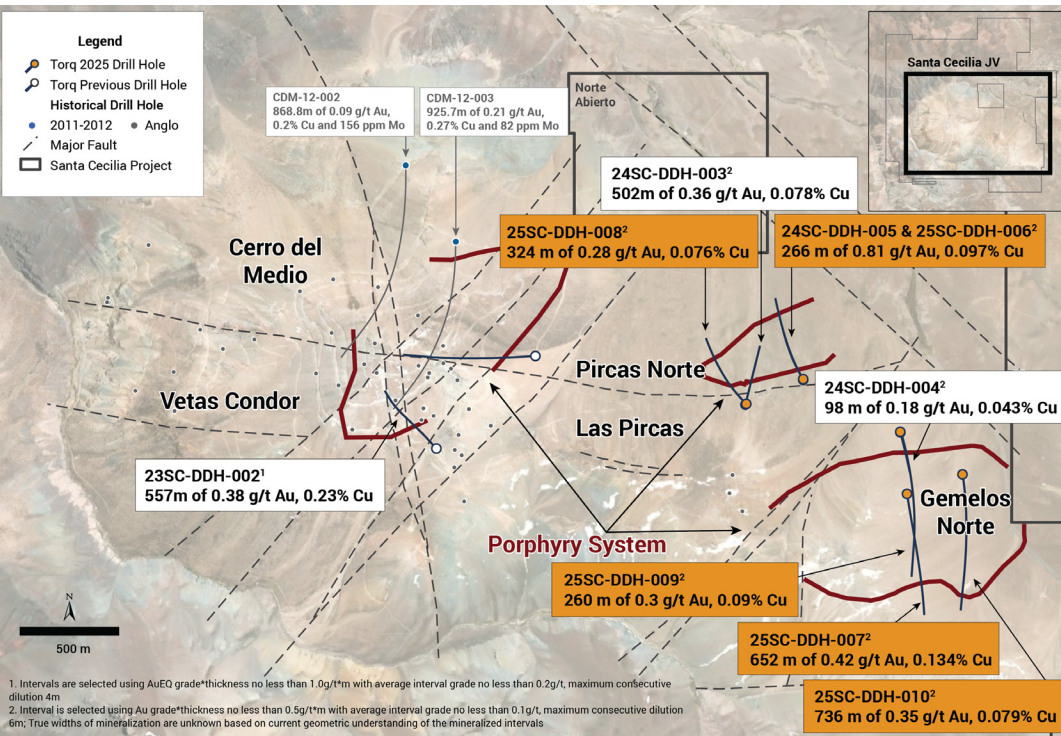 Legend
Torq 2025 Drill Hole
Torq Previous Drill Hole
Historical Drill Hole
2011-2012
Anglo
Major Fault
Santa Cecilia Project
CDM-12-002
868.8m of 0.09 g/t Au,
0.2% Cu and 156 ppm Mo
CDM-12-003
925.7m of 0.21 g/t Au,
0.27% Cu and 82 ppm Mo
Norte
Abierto
Santa Cecilia JV
24SC-DDH-003²
502m of 0.36 g/t Au, 0.078% Cu
25SC-DDH-008²
324 m of 0.28 g/t Au, 0.076% Cu
24SC-DDH-005 & 25SC-DDH-006²
266 m of 0.81 g/t Au, 0.097% Cu
Cerro del
Medio
Pircas Norte
24SC-DDH-004²
98 m of 0.18 g/t Au, 0.043% Cu
Vetas Condor
Las Pircas
23SC-DDH-002¹
557m of 0.38 g/t Au, 0.23% Cu
Gemelos
Norte
Porphyry System
25SC-DDH-009²
260 m of 0.3 g/t Au, 0.09% Cu
N
500 m
25SC-DDH-007²
652 m of 0.42 g/t Au, 0.134% Cu
25SC-DDH-010²
736 m of 0.35 g/t Au, 0.079% Cu
1. Intervals are selected using AuEQ grade*thickness no less than 1.0g/t*m with average interval grade no less than 0.2g/t, maximum consecutive
dilution 4m
2. Interval is selected using Au grade*thickness no less than 0.5g/t*m with average interval grade no less than 0.1g/t, maximum consecutive dilution
6m; True widths of mineralization are unknown based on current geometric understanding of the mineralized intervals